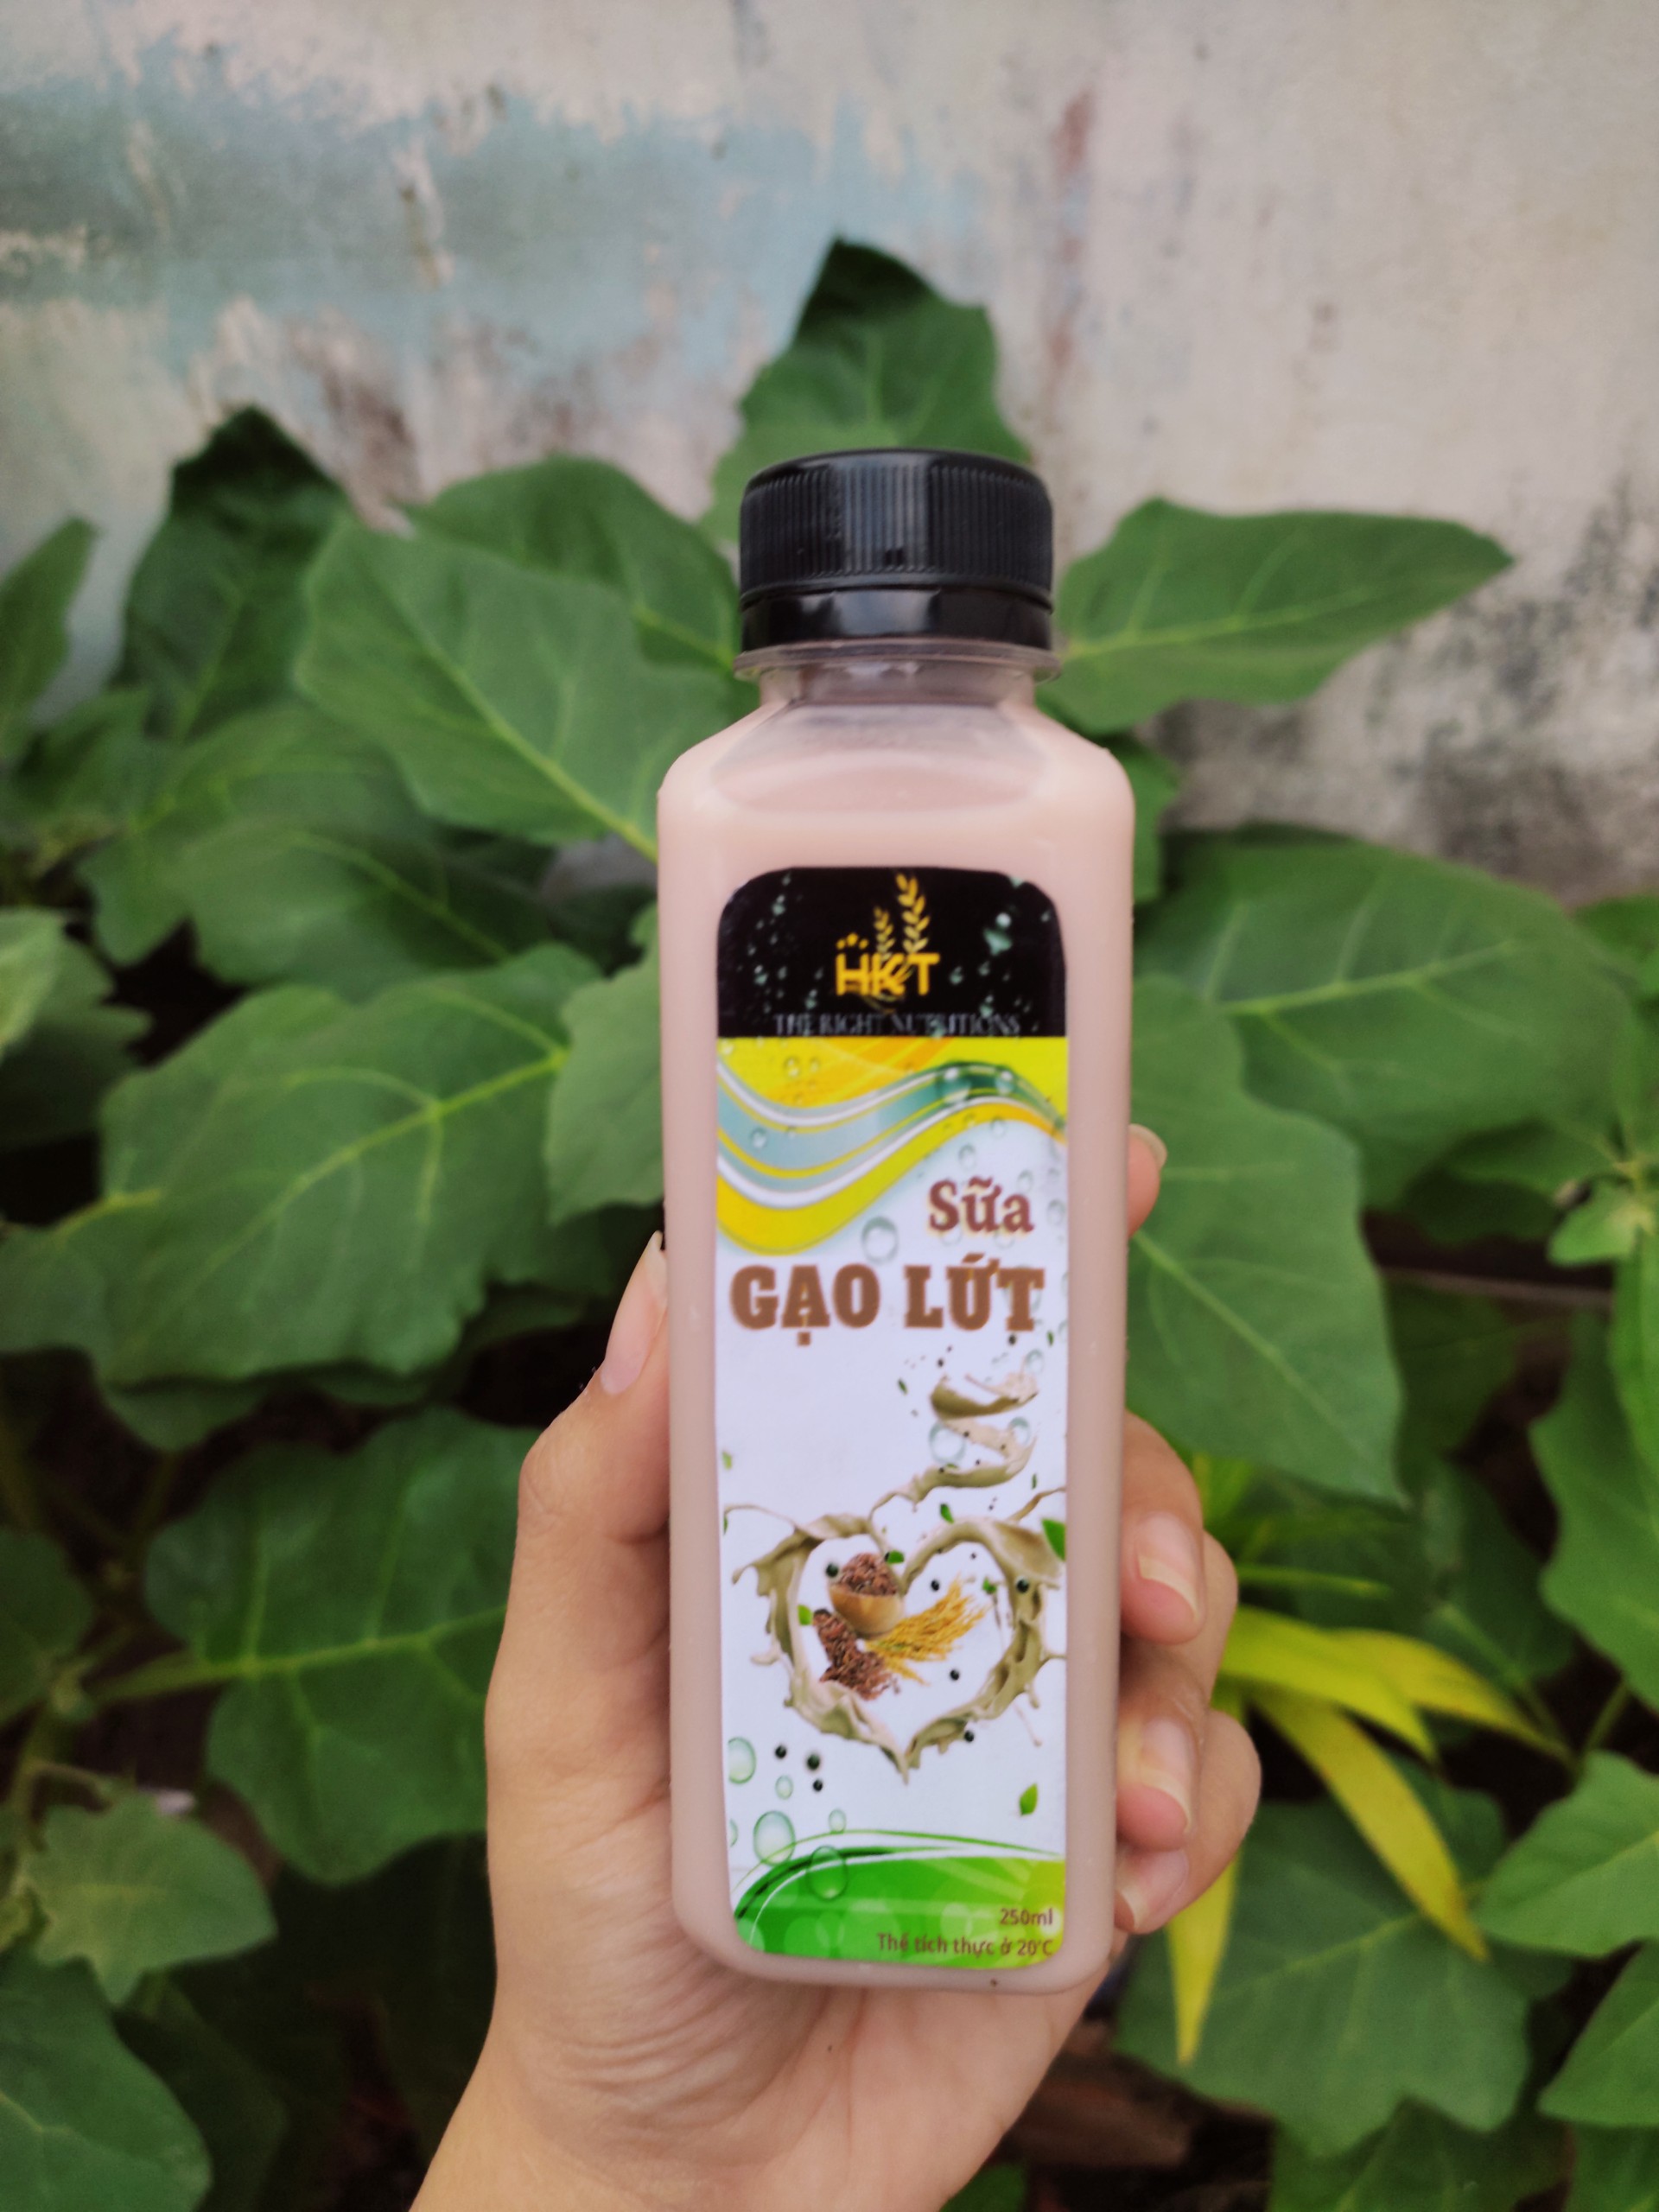 HKT
THE RIGHT NUTRITIONS
Sữa
GẠO LỨT
250ml
Thể tích thực ở 20°C